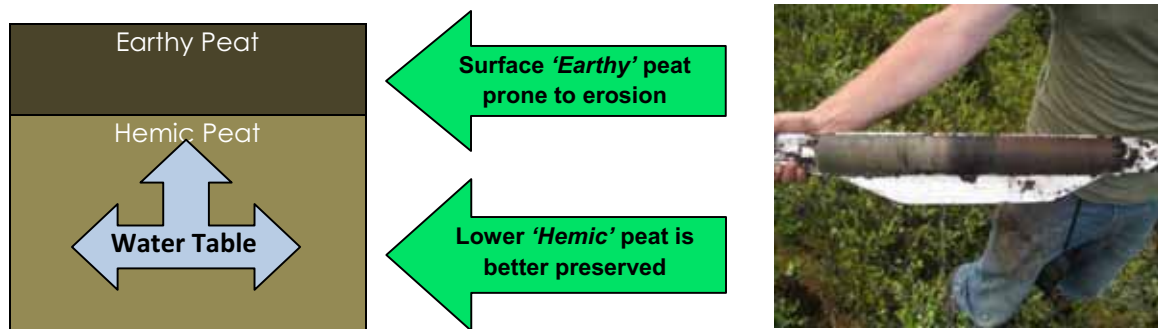 Earthy Peat
Hemic Peat
Water Table
Surface ‘Earthy’ peat
prone to erosion
Lower ‘Hemic’ peat is
better preserved